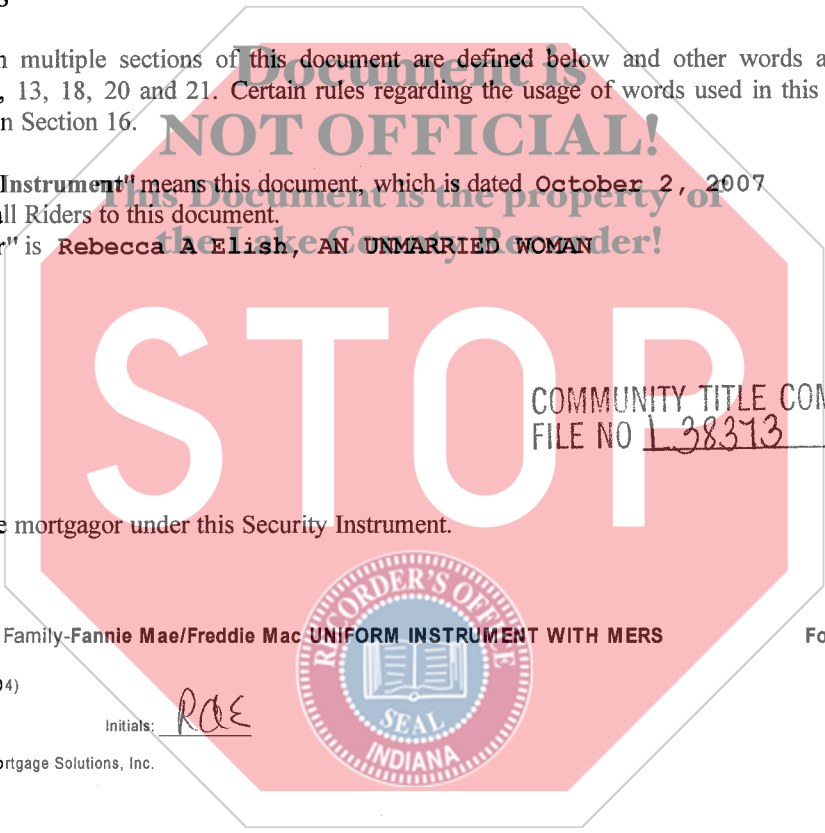 S
n multiple sections of this document are defined below and other words a
, 13, 18, 20 and 21. Certain rules regarding the usage of words used in this
n Section 16.
Instrument" means this document, which is dated October 2, 2007
all Riders to this document.
r" is Rebecca A Elish, AN UNMARRIED WOMAN
Document is
NOT OFFICIAL!
This Document is the property of
the Lake County Recorder!
STOP
COMMUNITY TITLE COM
FILE NO L 38373
e mortgagor under this Security Instrument.
RECORDER'S OFFICE
SEAL
INDIANA
Family-Fannie Mae/Freddie Mac UNIFORM INSTRUMENT WITH MERS
Fo
04)
Initials: RAE
ortgage Solutions, Inc.